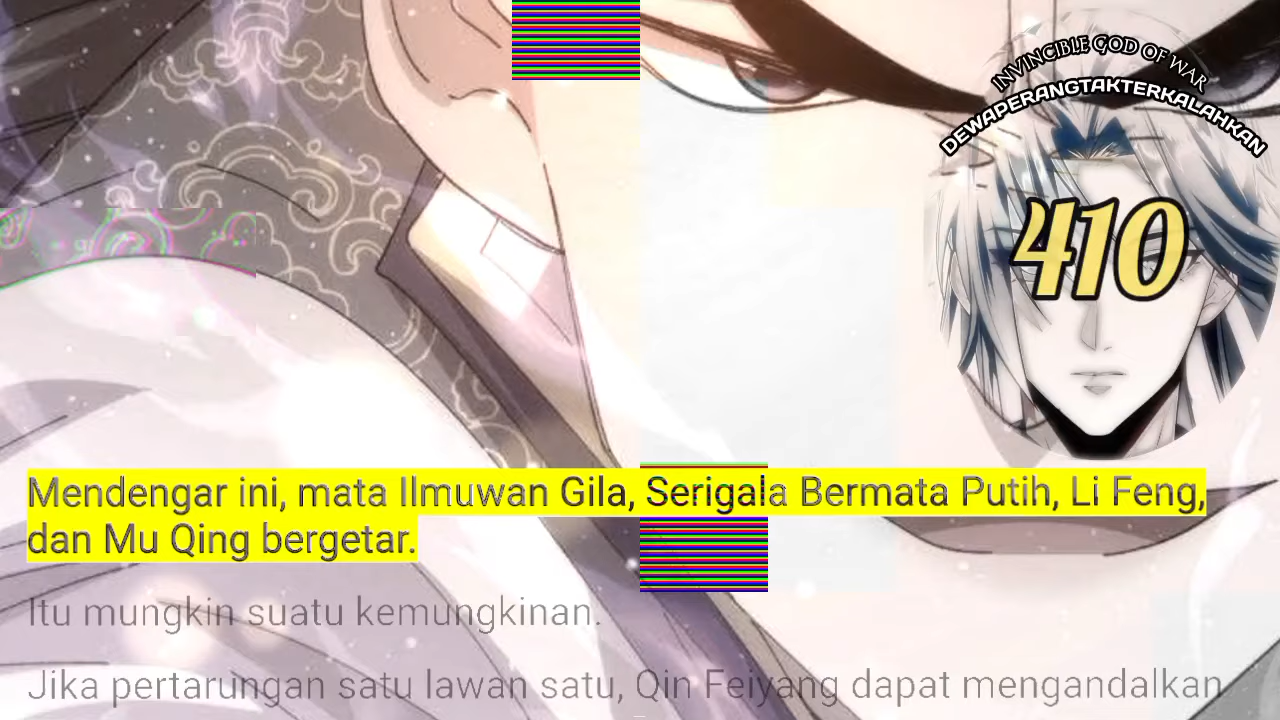 INVINCIBLE GOD OF WAR
DEWAPERANGTAKTERKALAHKAN
410
Mendengar ini, mata Ilmuwan Gila, Serigala Bermata Putih, Li Feng,
dan Mu Qing bergetar.
Itu mungkin suatu kemungkinan.
Jika pertarungan satu lawan satu, Qin Feiyang dapat mengandalkan